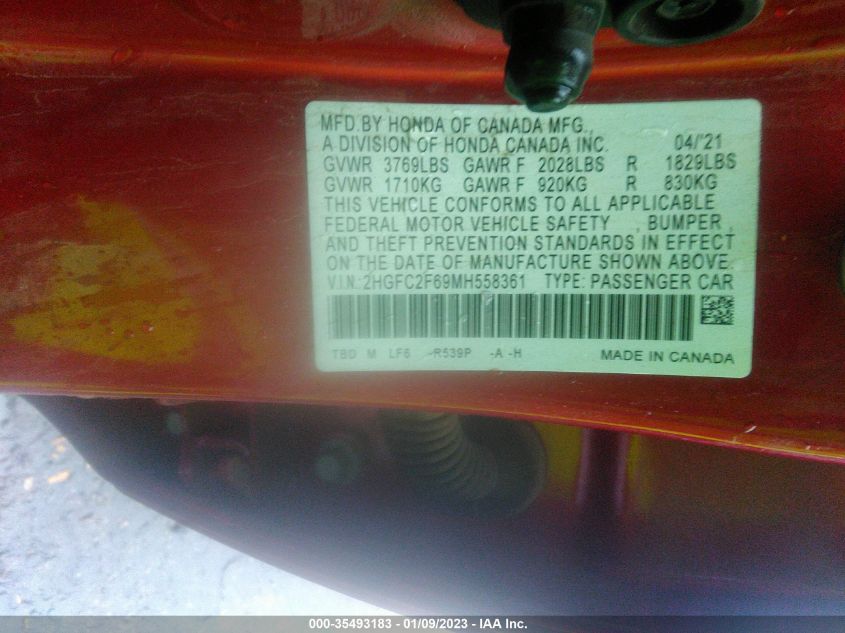 MFD.BY HONDA OF CANADA MFG.,
A DIVISION OF HONDA CANADA INC. 04/'21
GVWR 3769LBS GAWR F 2028LBS R 1829LBS
GVWR 1710KG GAWR F 920KG R 830KG
THIS VEHICLE CONFORMS TO ALL APPLICABLE
FEDERAL MOTOR VEHICLE SAFETY , BUMPER ,
AND THEFT PREVENTION STANDARDS IN EFFECT
ON THE DATE OF MANUFACTURE SHOWN ABOVE.
V.I.N.:2HGFC2F69MH558361 TYPE: PASSENGER CAR
TBD M LF6 -R539P -A -H MADE IN CANADA
000-35493183 - 01/09/2023 - IAA Inc.